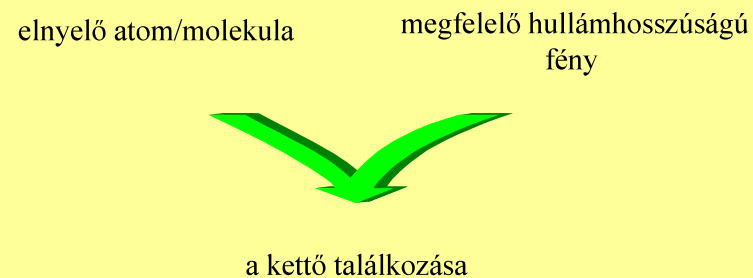 elnyelő atom/molekula
megfelelő hullámhosszúságú
fény
a kettő találkozása